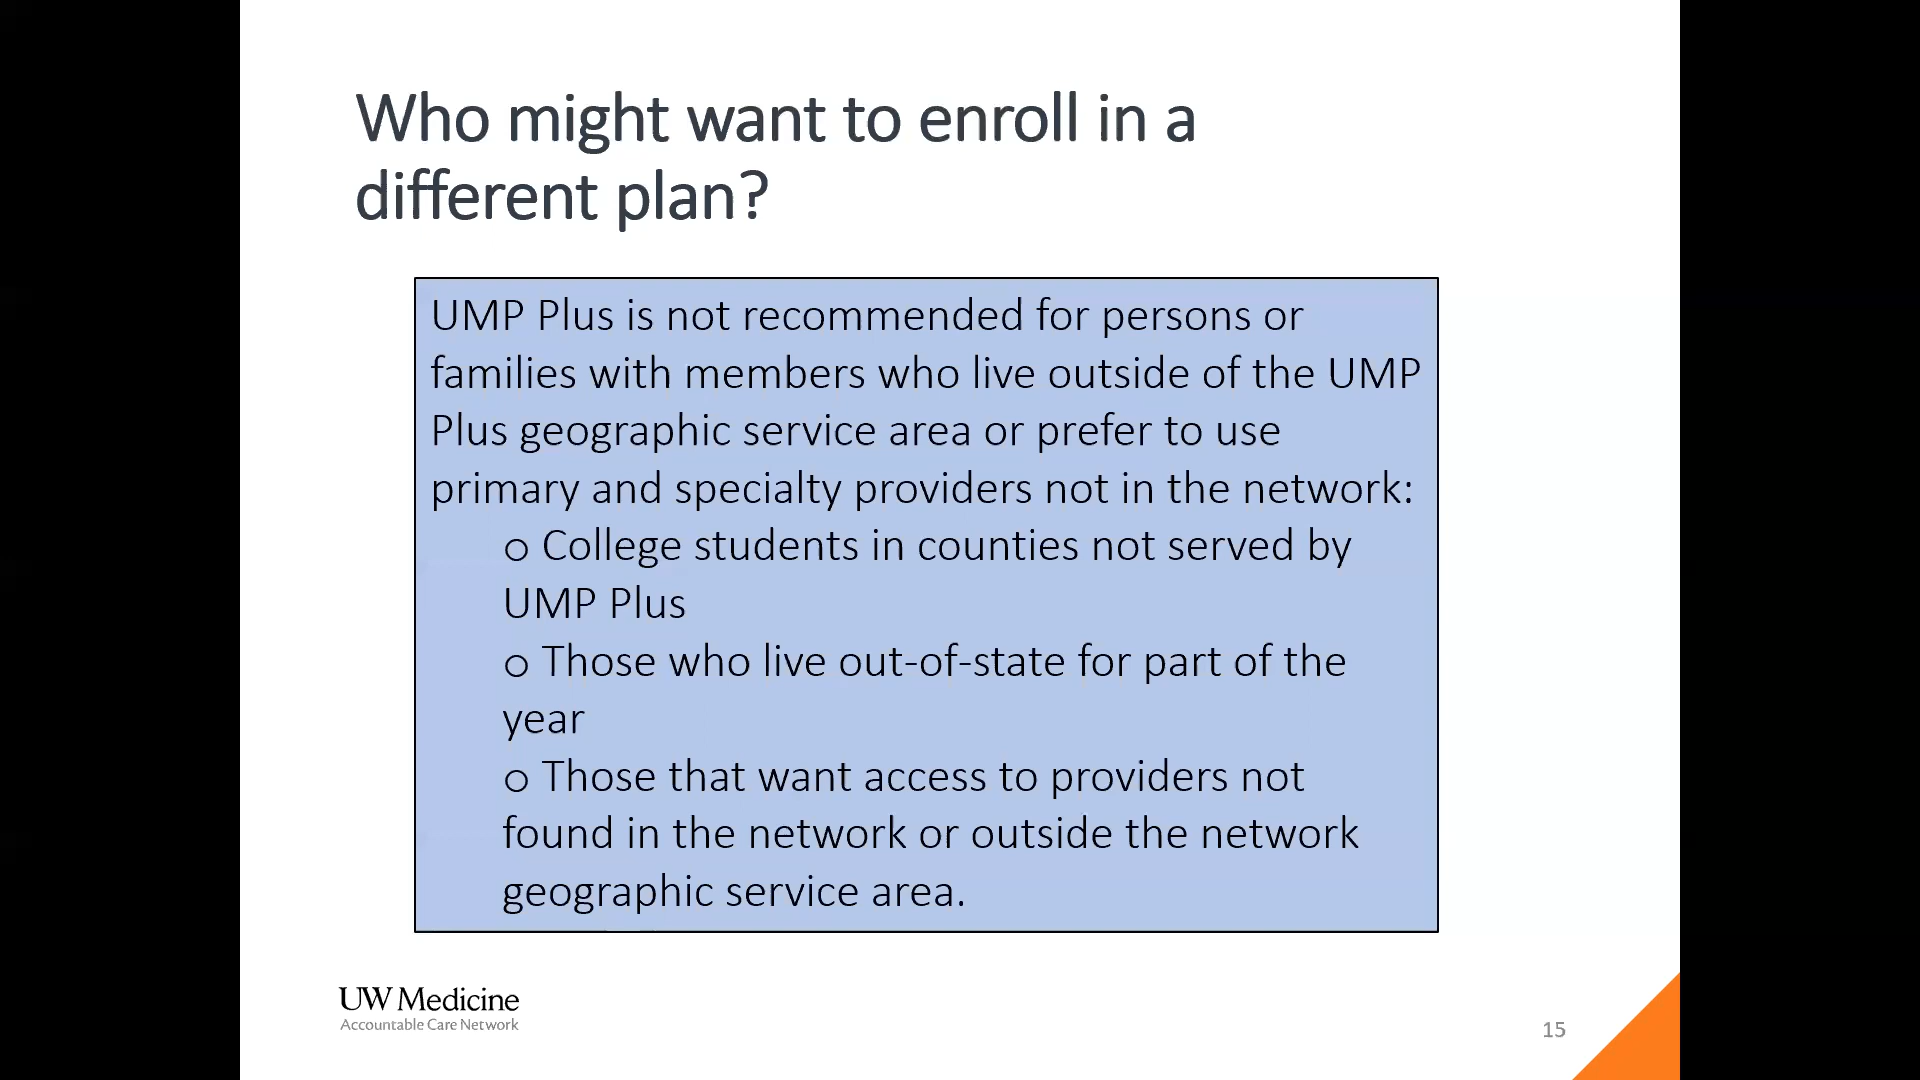 Who might want to enroll in a
different plan?
UMP Plus is not recommended for persons or
families with members who live outside of the UMP
Plus geographic service area or prefer to use
primary and specialty providers not in the network:
o College students in counties not served by
UMP Plus
o Those who live out-of-state for part of the
year
o Those that want access to providers not
found in the network or outside the network
geographic service area.
UW Medicine
Accountable Care Network
15